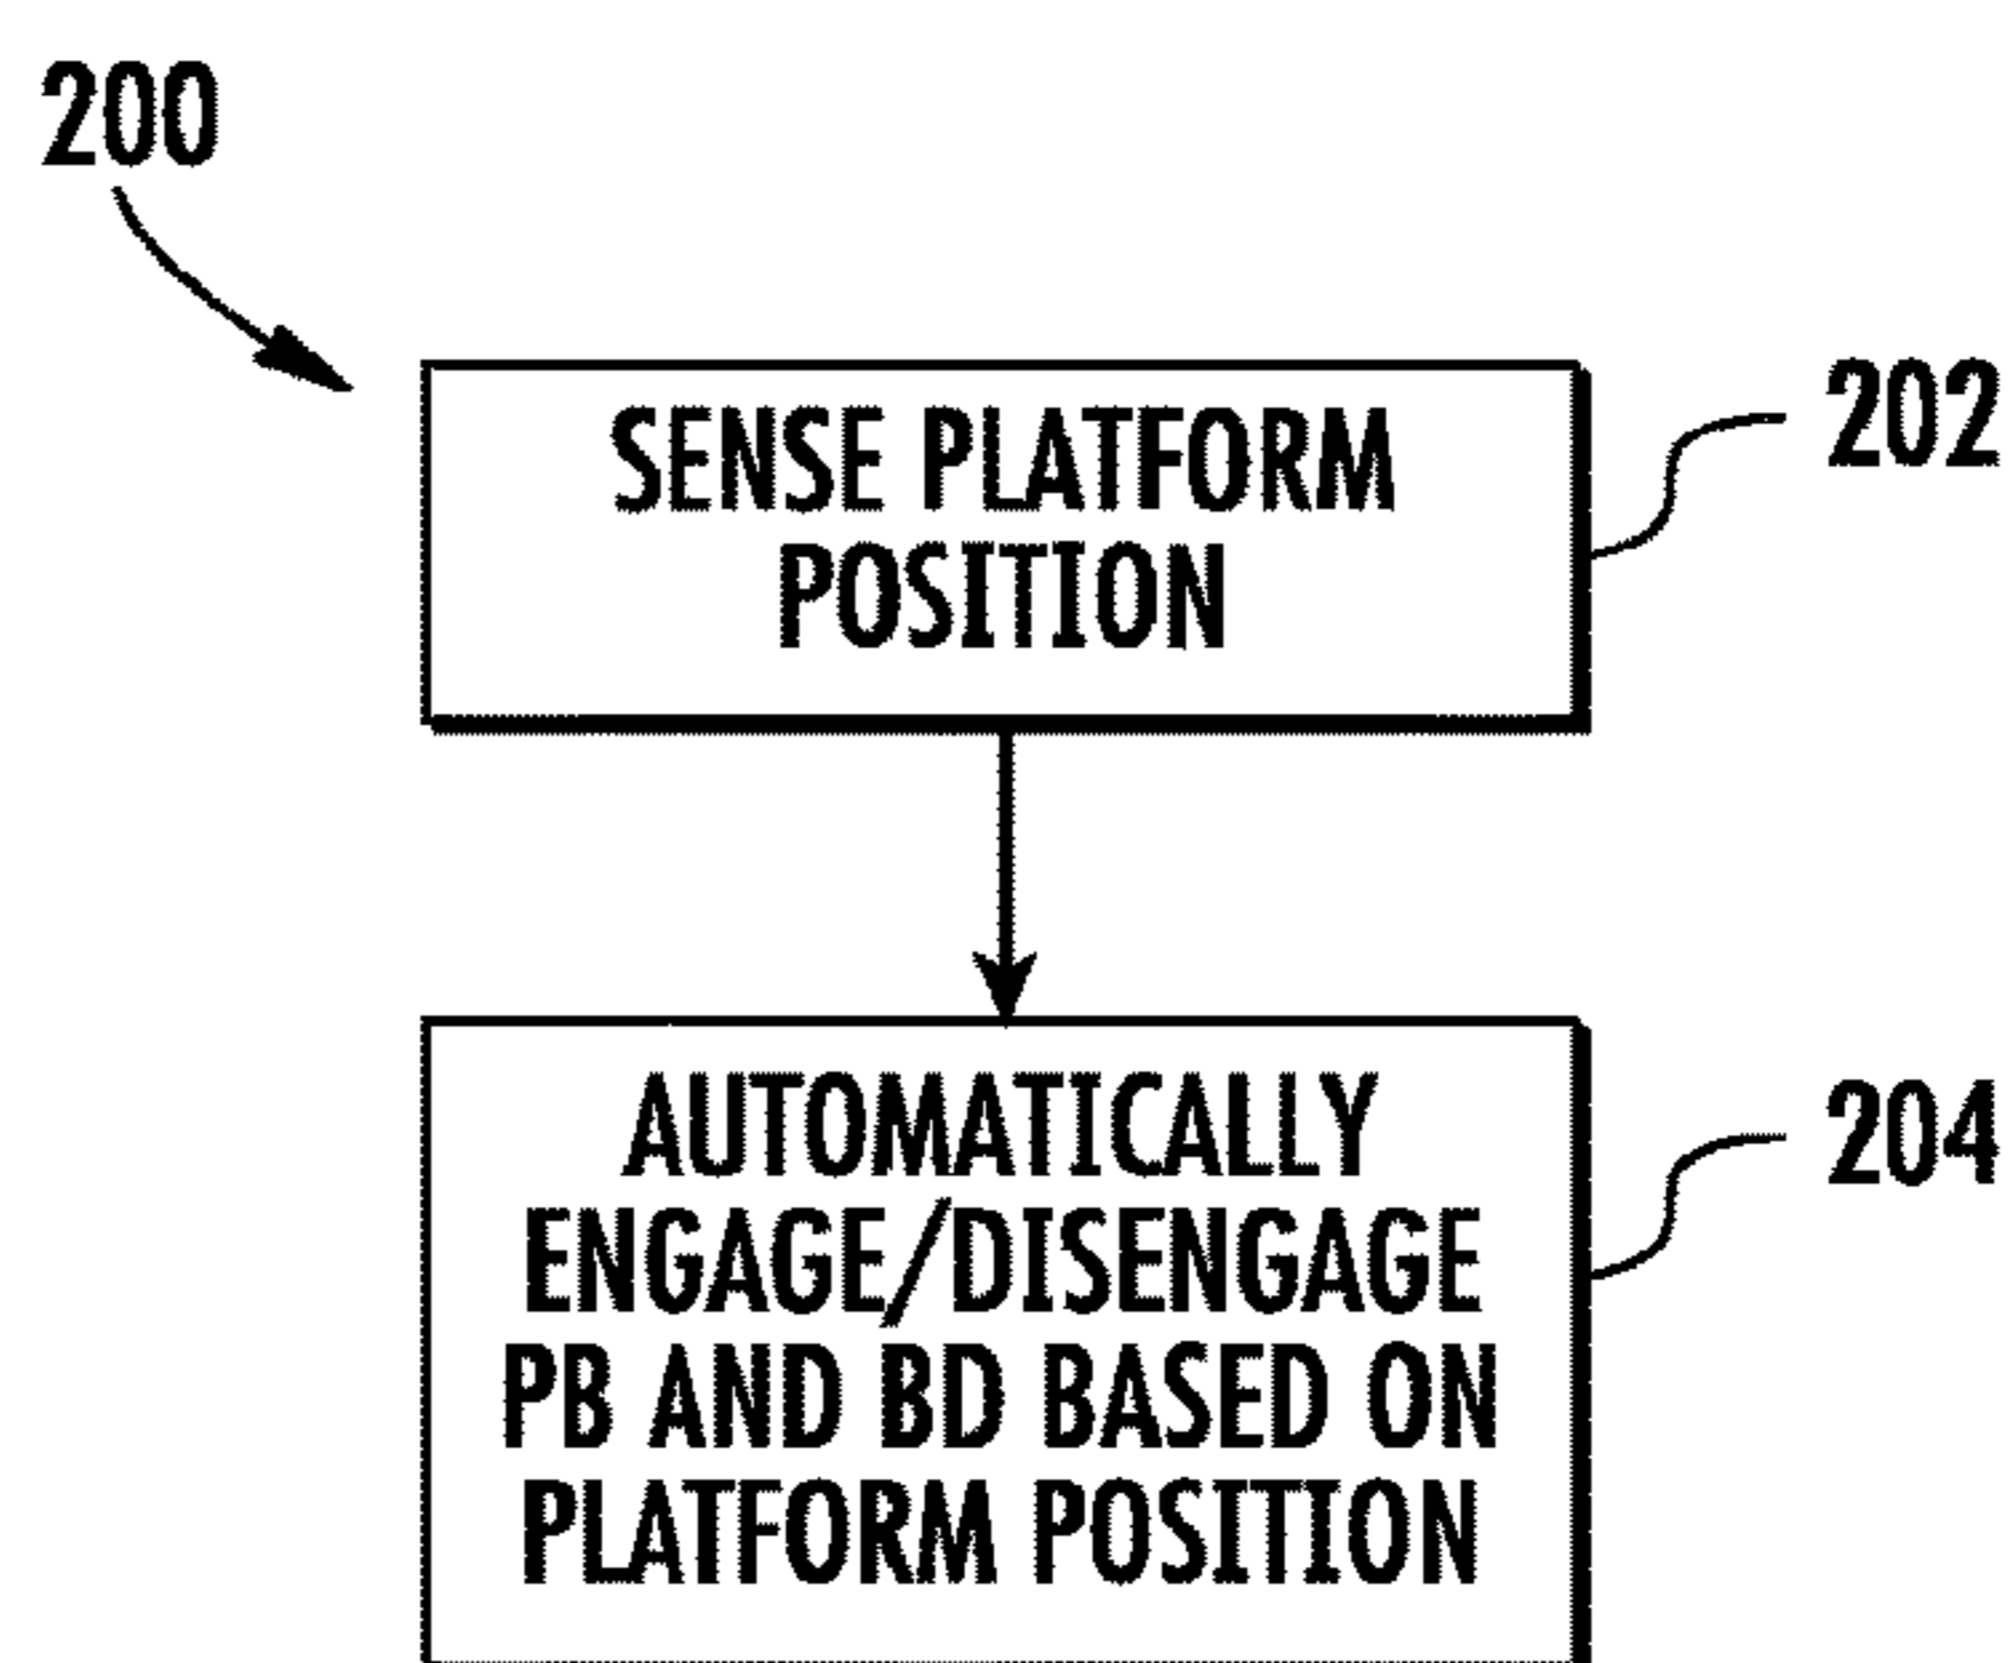 200
SENSE PLATFORM
POSITION
202
AUTOMATICALLY
ENGAGE/DISENGAGE
PB AND BD BASED ON
PLATFORM POSITION
204